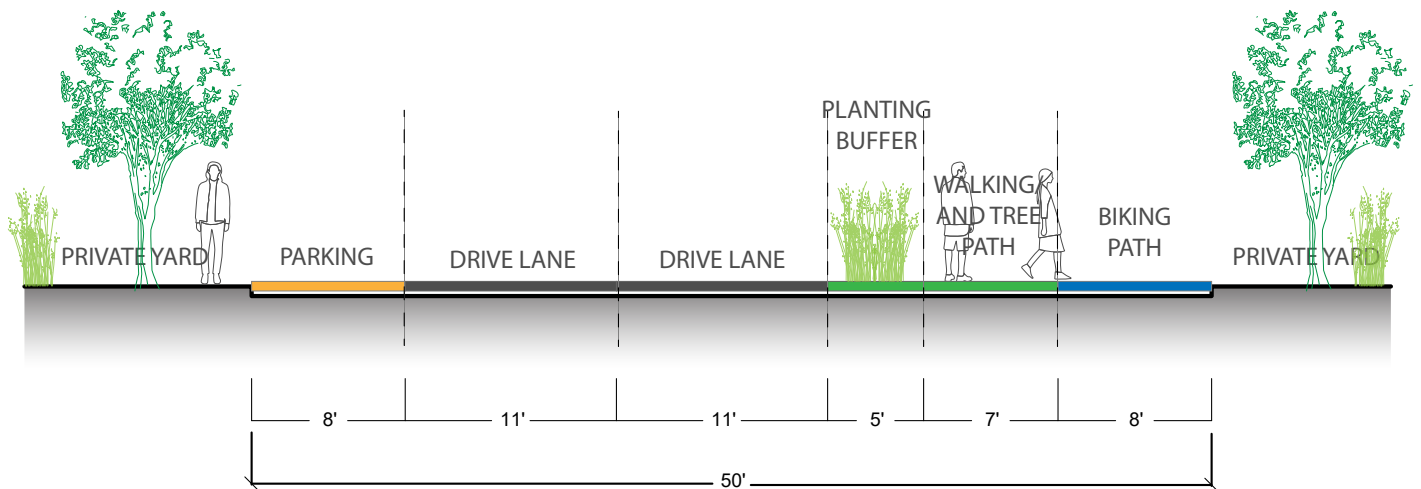 PLANTING
BUFFER
WALKING/
AND TREE
PATH
BIKING
PATH
PRIVATE YARD
PARKING
DRIVE LANE
DRIVE LANE
PRIVATE YARD
8'
11'
11'
5'
7'
8'
50'